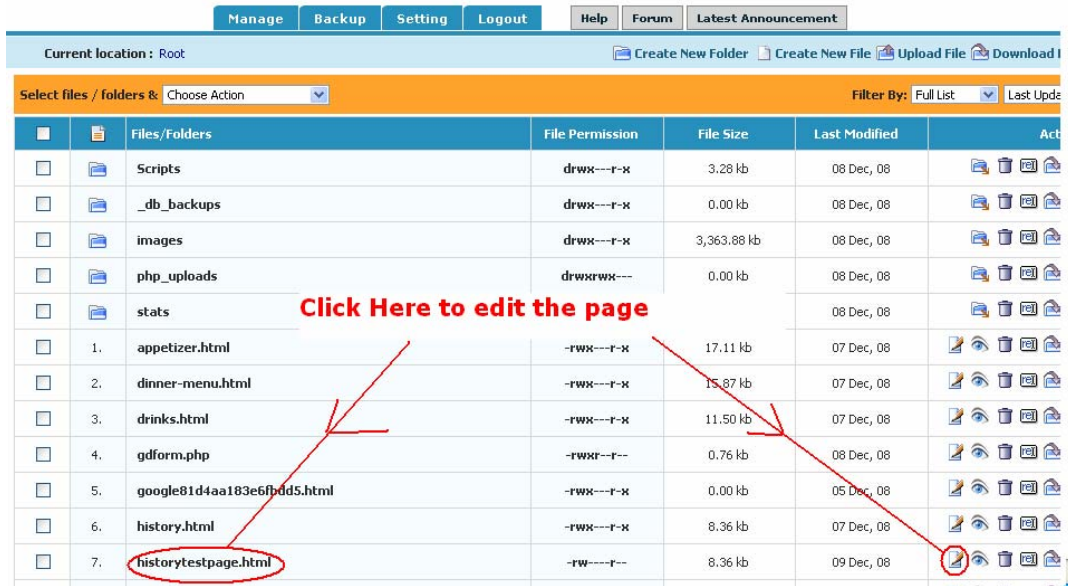 Manage Backup Setting Logout Help Forum Latest Announcement
Current location : Root Create New Folder Create New File Upload File Download
Select files / folders & Choose Action Filter By: Full List Last Upda
Files/Folders File Permission File Size Last Modified Act
Scripts drwx---r-x 3.28 kb 08 Dec, 08
_db_backups drwx---r-x 0.00 kb 08 Dec, 08
images drwx---r-x 3,363.88 kb 08 Dec, 08
php_uploads drwxrwx--- 0.00 kb 08 Dec, 08
stats 08 Dec, 08
Click Here to edit the page
1. appetizer.html -rwx---r-x 17.11 kb 07 Dec, 08
2. dinner-menu.html -rwx---r-x 15.87 kb 07 Dec, 08
3. drinks.html -rwx---r-x 11.50 kb 07 Dec, 08
4. gdform.php -rwxr--r-- 0.76 kb 08 Dec, 08
5. google81d4aa183e6fbdd5.html -rwx---r-x 0.00 kb 05 Dec, 08
6. history.html -rwx---r-x 8.36 kb 07 Dec, 08
7. historytestpage.html -rw----r-- 8.36 kb 09 Dec, 08